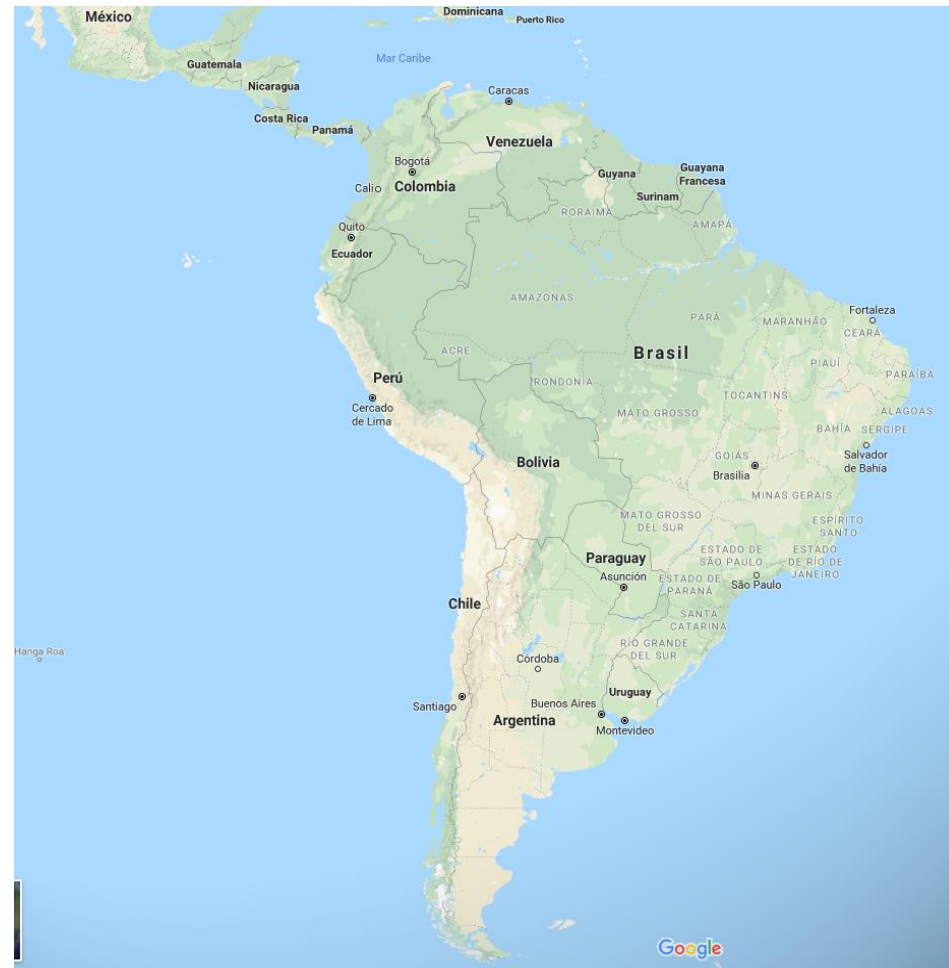 México
Dominicana
Puerto Rico
Mar Caribe
Guatemala
Nicaragua
Costa Rica
Panamá
Caracas
Venezuela
Bogotá
Colombia
Cali
Guyana
Guayana
Francesa
Surinam
RORAIMA
AMAPÁ
Quito
Ecuador
AMAZONAS
PARÁ
MARANHÃO
Fortaleza
CEARÁ
ACRE
Brasil
PIAUÍ
PARAÍBA
Perú
RONDONIA
TOCANTINS
Cercado
de Lima
MATO GROSSO
ALAGOAS
BAHÍA
SERGIPE
Bolivia
GOIÁS
Brasilia
Salvador
de Bahía
MINAS GERAIS
MATO GROSSO
DEL SUR
ESPÍRITO
SANTO
Paraguay
ESTADO DE
SÃO PAULO
ESTADO
DE RÍO DE
JANEIRO
Asunción
ESTADO DE
PARANÁ
São Paulo
Chile
SANTA
CATARINA
RÍO GRANDE
DEL SUR
Hanga Roa
Córdoba
Santiago
Buenos Aires
Uruguay
Argentina
Montevideo
Google